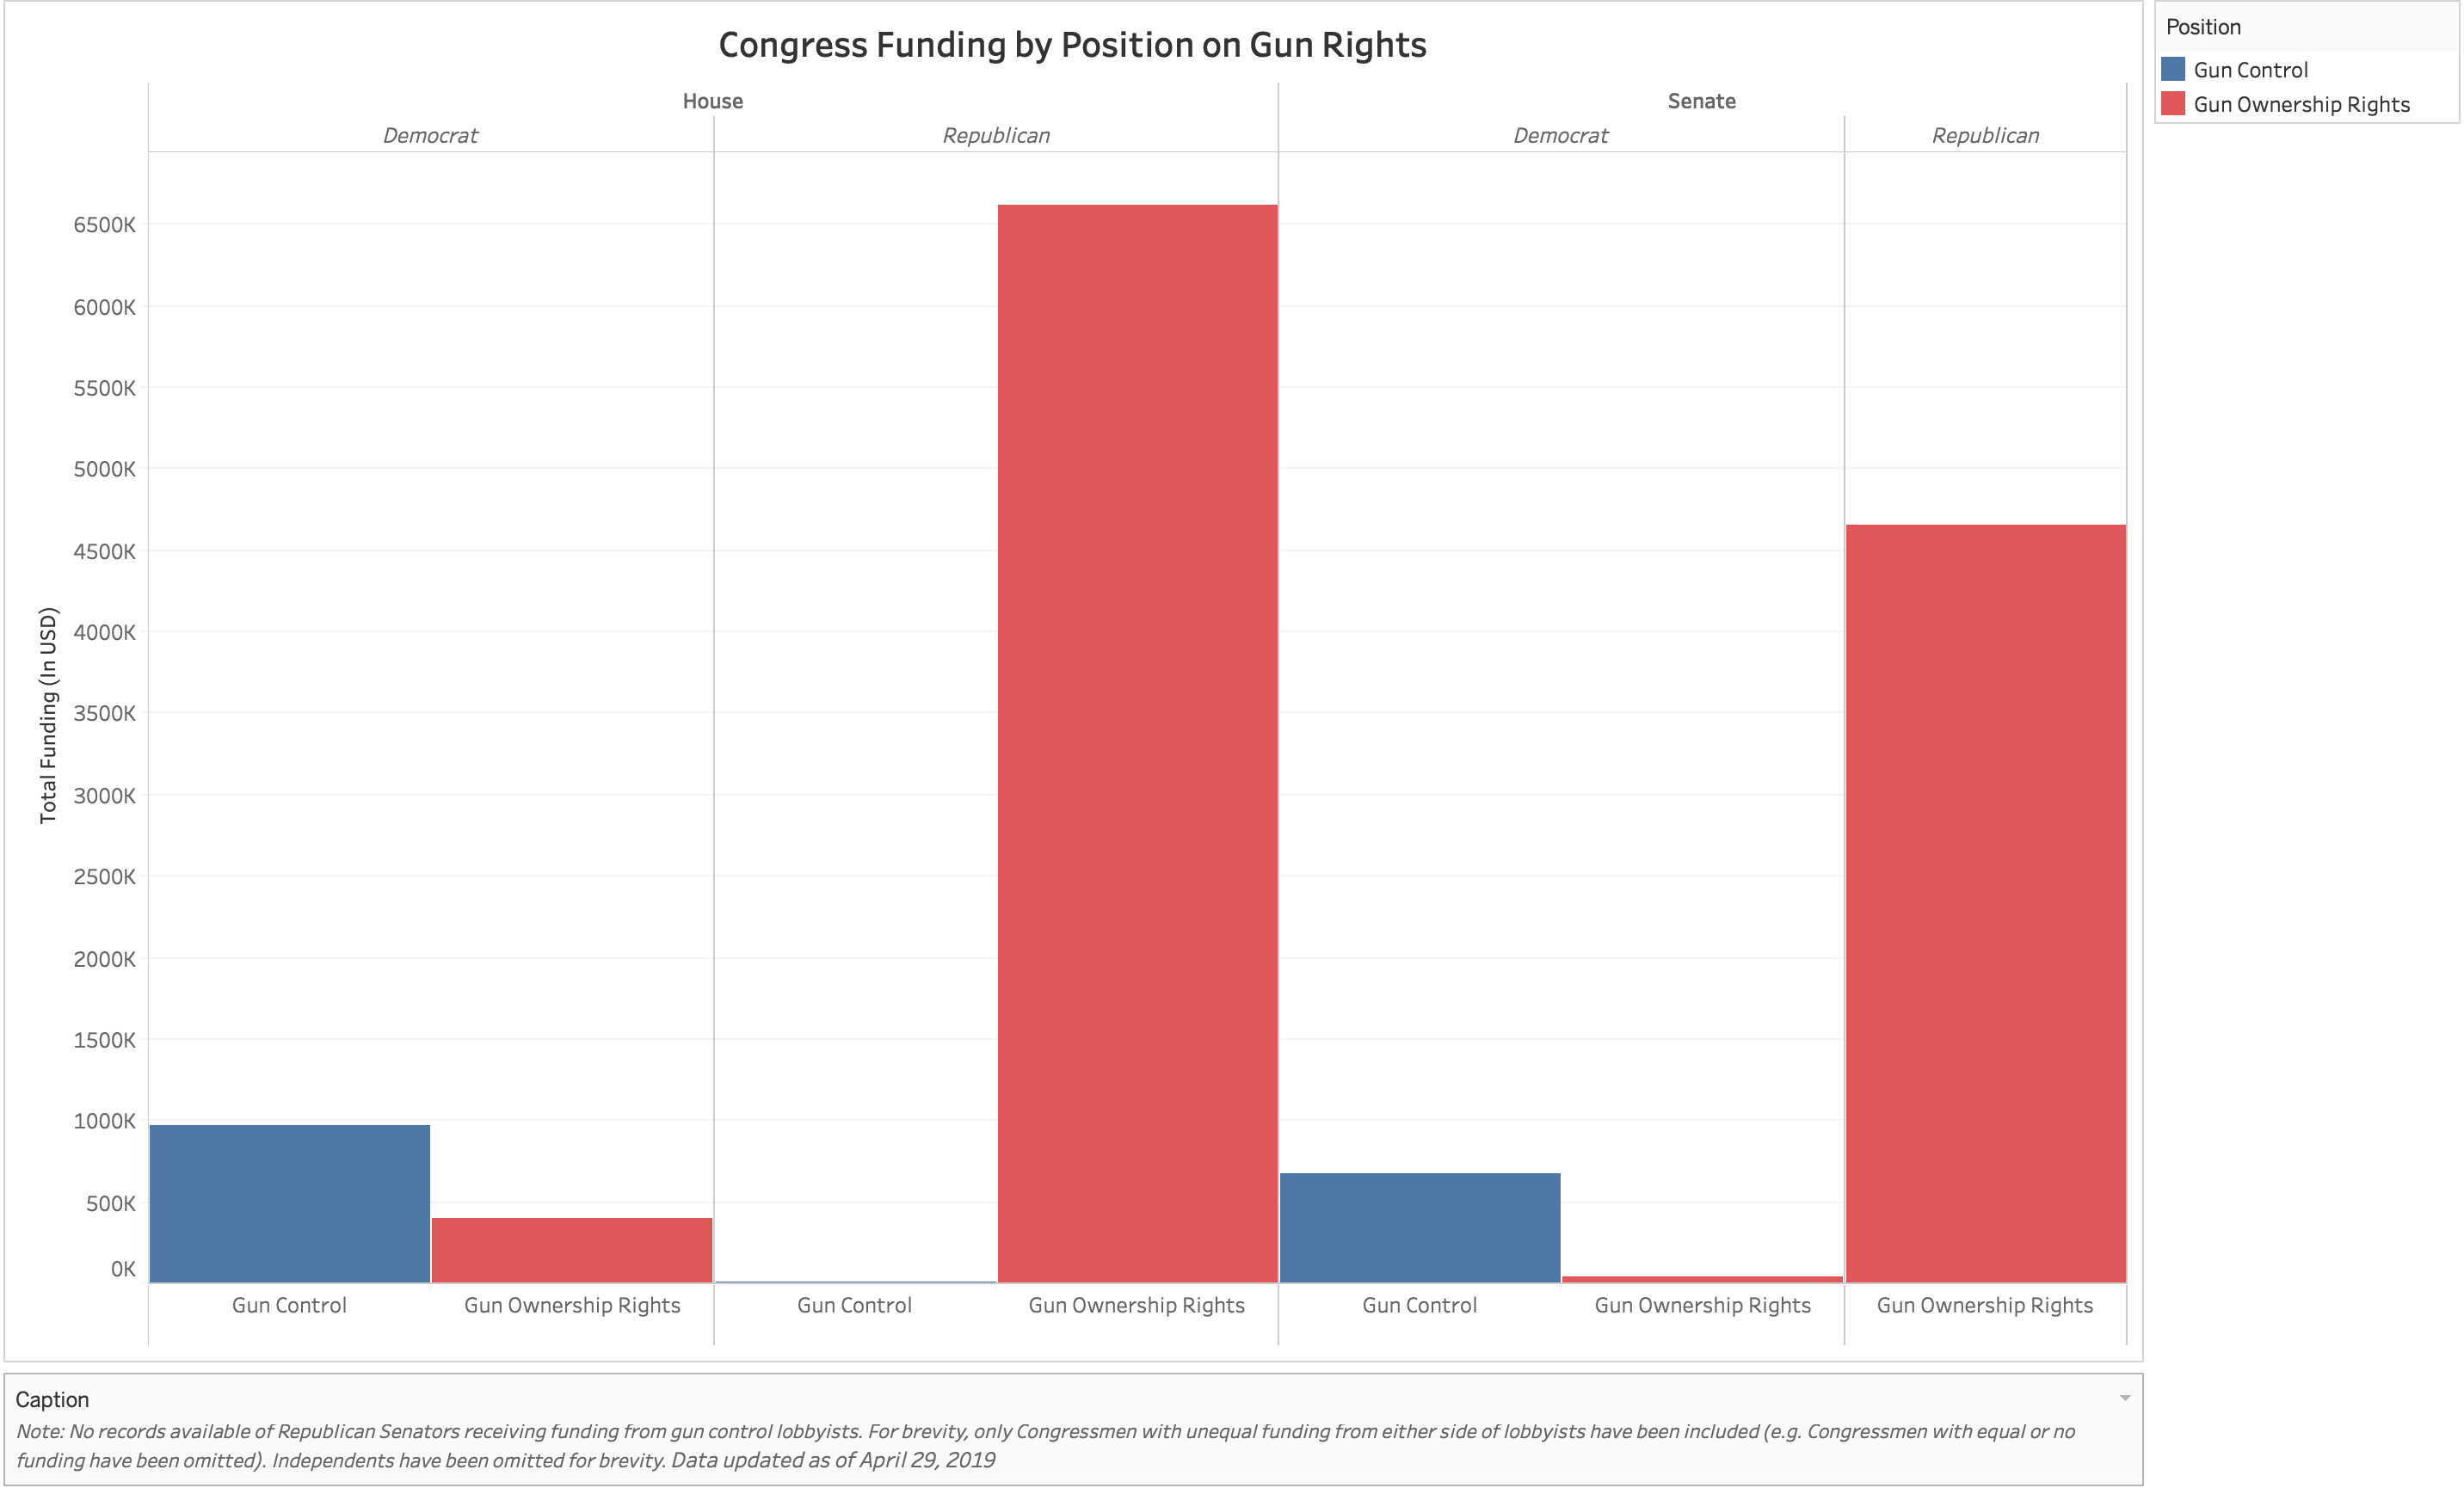 Congress Funding by Position on Gun Rights
Position
Gun Control
Gun Ownership Rights
House
Senate
Democrat
Republican
Democrat
Republican
Total Funding (In USD)
6500K
6000K
5500K
5000K
4500K
4000K
3500K
3000K
2500K
2000K
1500K
1000K
500K
0K
Gun Control
Gun Ownership Rights
Gun Control
Gun Ownership Rights
Gun Control
Gun Ownership Rights
Gun Ownership Rights
Caption
Note: No records available of Republican Senators receiving funding from gun control lobbyists. For brevity, only Congressmen with unequal funding from either side of lobbyists have been included (e.g. Congressmen with equal or no
funding have been omitted). Independents have been omitted for brevity. Data updated as of April 29, 2019